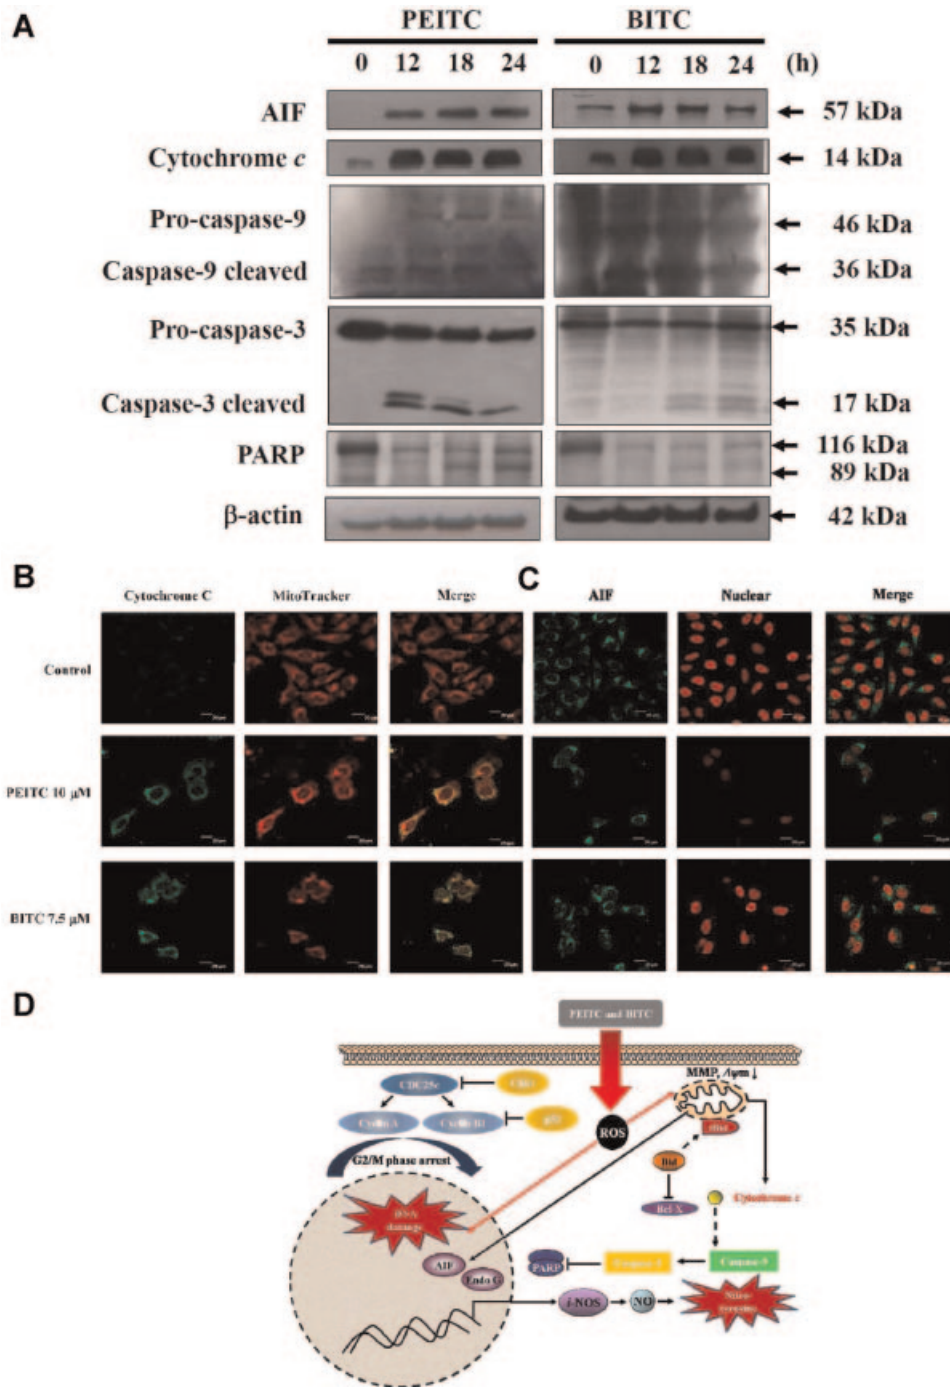 A
PEITC BITC
0 12 18 24 0 12 18 24 (h)
AIF 57 kDa
Cytochrome c 14 kDa
Pro-caspase-9 46 kDa
Caspase-9 cleaved 36 kDa
Pro-caspase-3 35 kDa
Caspase-3 cleaved 17 kDa
PARP 116 kDa
89 kDa
β-actin 42 kDa
B C
Cytochrome C MitoTracker Merge AIF Nuclear Merge
Control
PEITC 10 μM
BITC 7.5 μM
D
PEITC and BITC
MMP, Δψm ↓
CDC25c
Cyclin A
ROS
G2/M phase arrest
Bid
Bcl-X
Cytochrome c
DNA
damage
AIF
Endo G
PARP
Caspase-9
i-NOS NO